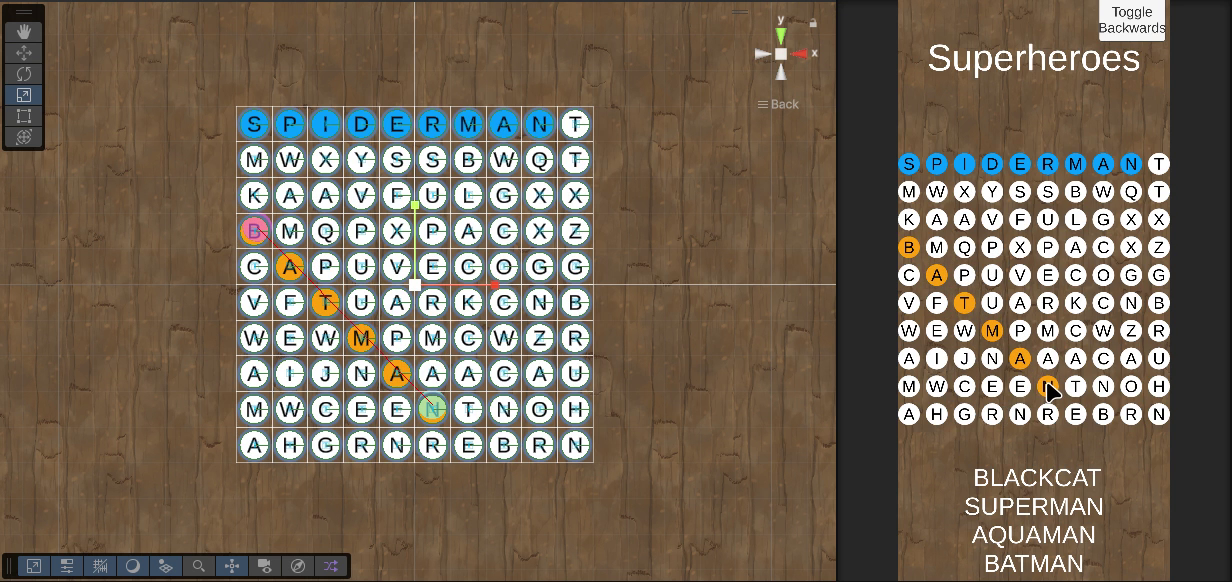 Toggle
Backwards
Superheroes
y
x
Back
S P I D E R M A N T
M W X Y S S B W Q T
K A A V F U L G X X
B M Q P X P A C X Z
C A P U V E C O G G
V F T U A R K C N B
W E W M P M C W Z R
A I J N A A A C A U
M W C E E N T N O H
A H G R N R E B R N
S P I D E R M A N T
M W X Y S S B W Q T
K A A V F U L G X X
B M Q P X P A C X Z
C A P U V E C O G G
V F T U A R K C N B
W E W M P M C W Z R
A I J N A A A C A U
M W C E E N T N O H
A H G R N R E B R N
BLACKCAT
SUPERMAN
AQUAMAN
BATMAN